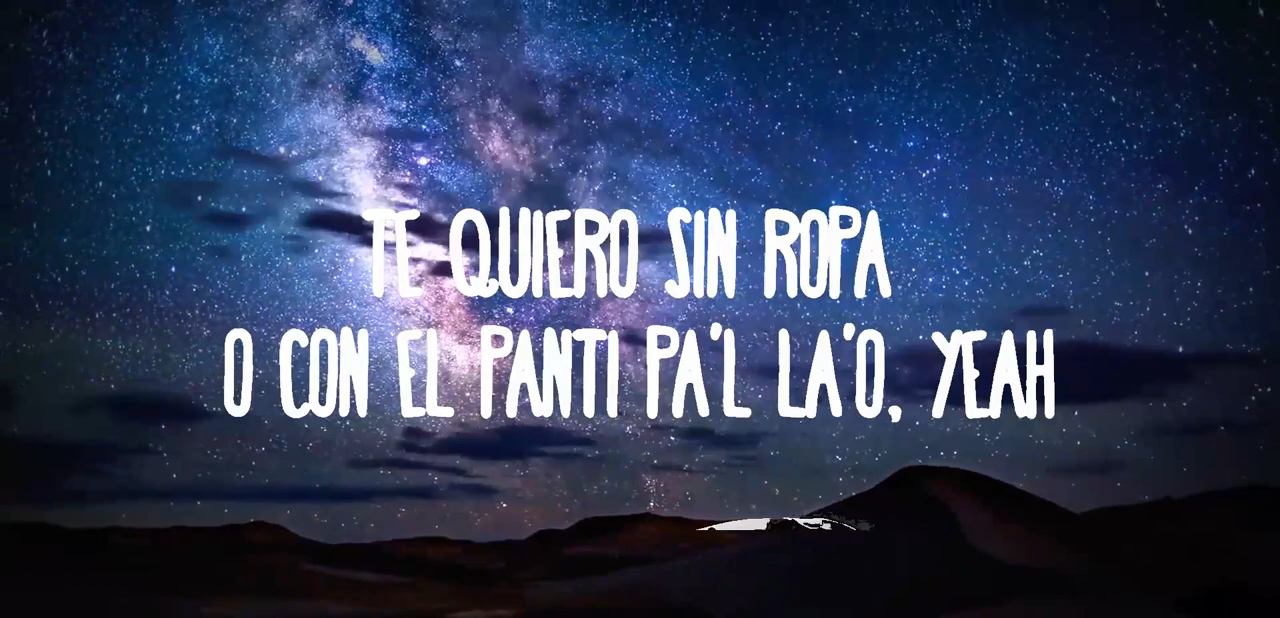 TE QUIERO SIN ROPA
O CON EL PANTI PA'L LA'O, YEAH